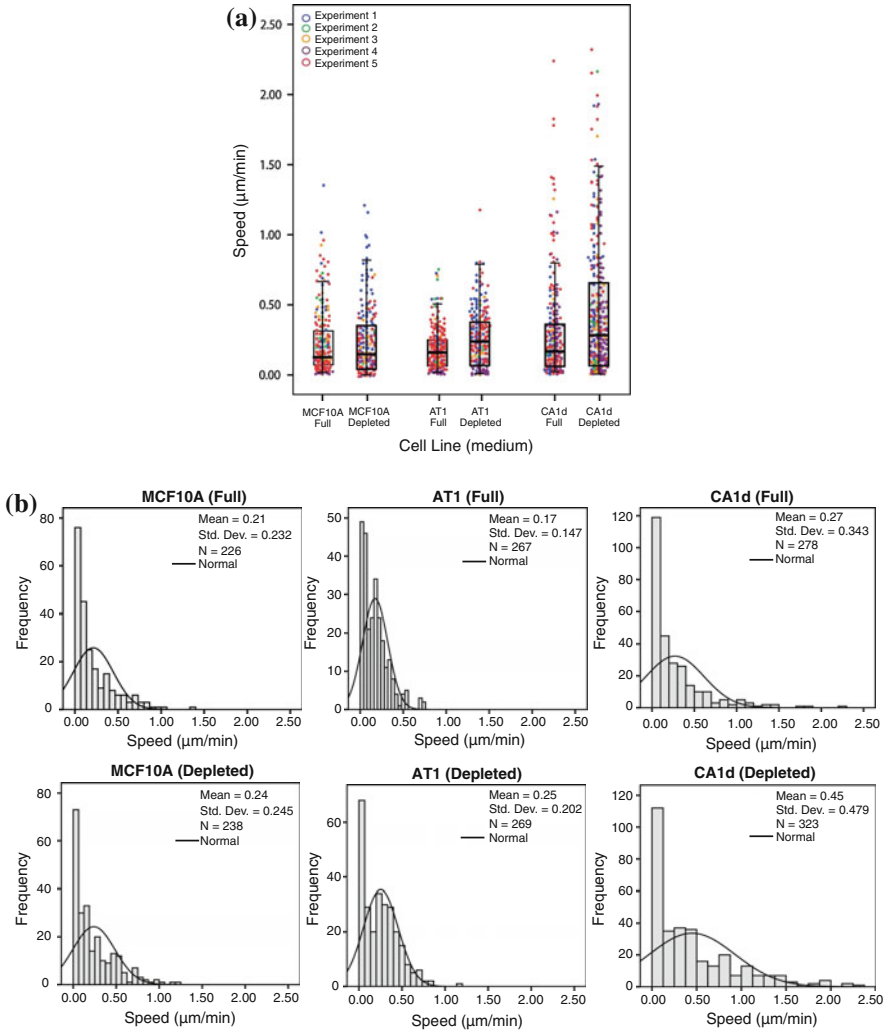 (a)
Experiment 1
Experiment 2
Experiment 3
Experiment 4
Experiment 5
2.50
2.00
1.50
1.00
0.50
0.00
Speed (µm/min)
MCF10A Full
MCF10A Depleted
AT1 Full
AT1 Depleted
CA1d Full
CA1d Depleted
Cell Line (medium)
(b)
MCF10A (Full)
Mean = 0.21
Std. Dev. = 0.232
N = 226
Normal
80
60
40
20
0
Frequency
0.00 0.50 1.00 1.50 2.00 2.50
Speed (µm/min)
AT1 (Full)
Mean = 0.17
Std. Dev. = 0.147
N = 267
Normal
50
40
30
20
10
0
Frequency
0.00 0.50 1.00 1.50 2.00 2.50
Speed (µm/min)
CA1d (Full)
Mean = 0.27
Std. Dev. = 0.343
N = 278
Normal
120
100
80
60
40
20
0
Frequency
0.00 0.50 1.00 1.50 2.00 2.50
Speed (µm/min)
MCF10A (Depleted)
Mean = 0.24
Std. Dev. = 0.245
N = 238
Normal
80
60
40
20
0
Frequency
0.00 0.50 1.00 1.50 2.00 2.50
Speed (µm/min)
AT1 (Depleted)
Mean = 0.25
Std. Dev. = 0.202
N = 269
Normal
60
40
20
0
Frequency
0.00 0.50 1.00 1.50 2.00 2.50
Speed (µm/min)
CA1d (Depleted)
Mean = 0.45
Std. Dev. = 0.479
N = 323
Normal
120
100
80
60
40
20
0
Frequency
0.00 0.50 1.00 1.50 2.00 2.50
Speed (µm/min)